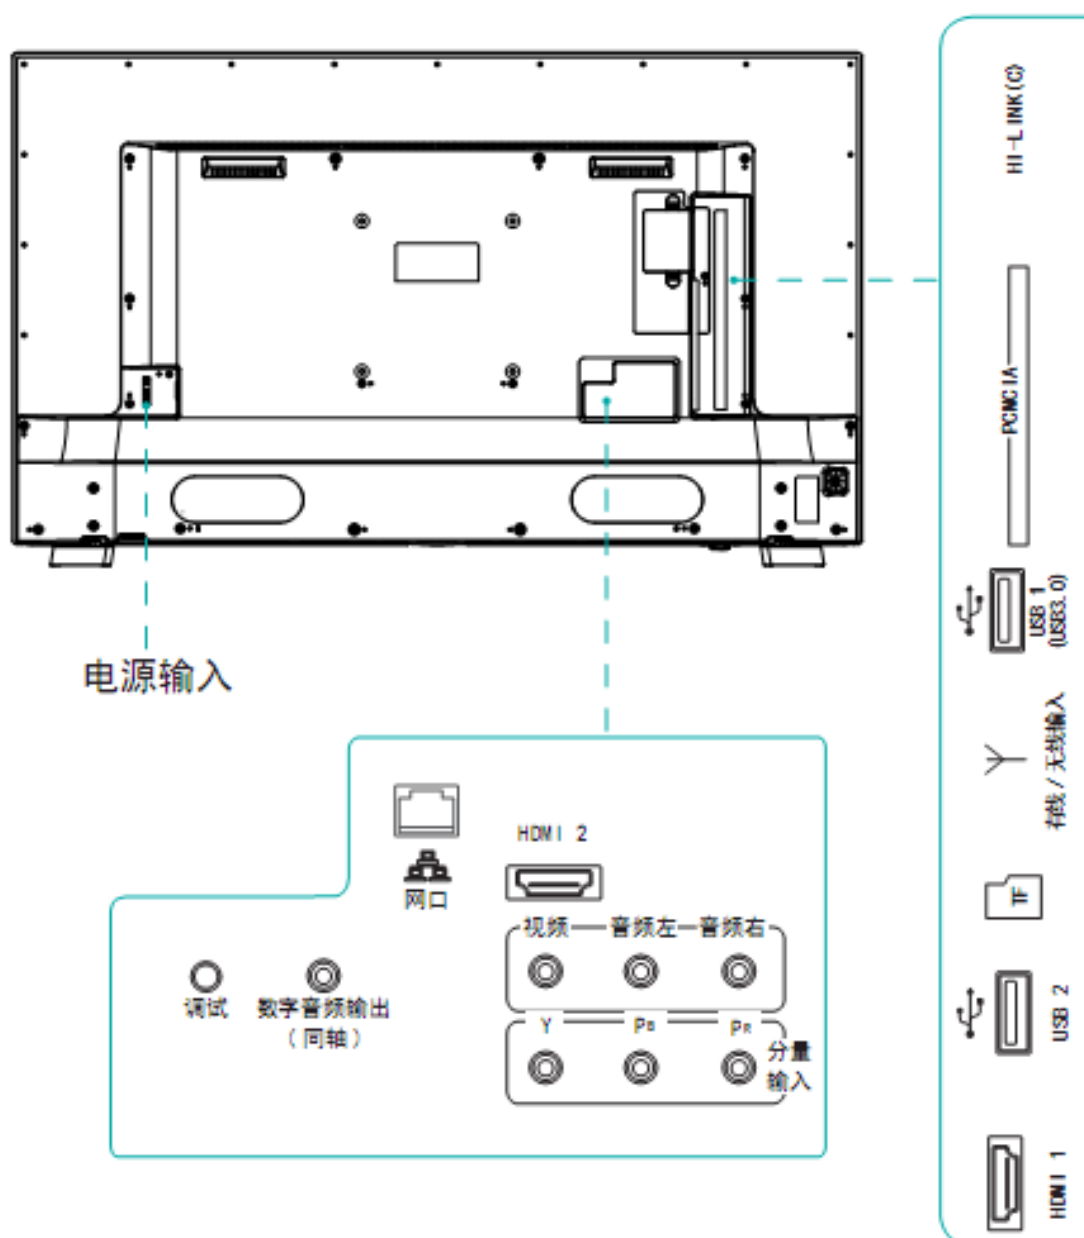 HI-LINK(C)
PCMCIA
USB 1
(USB3.0)
有线/无线输入
TF
USB 2
HDMI 1
电源输入
HDMI 2
网口
视频 音频左 音频右
调试
数字音频输出
(同轴)
Y PB PR
分量
输入